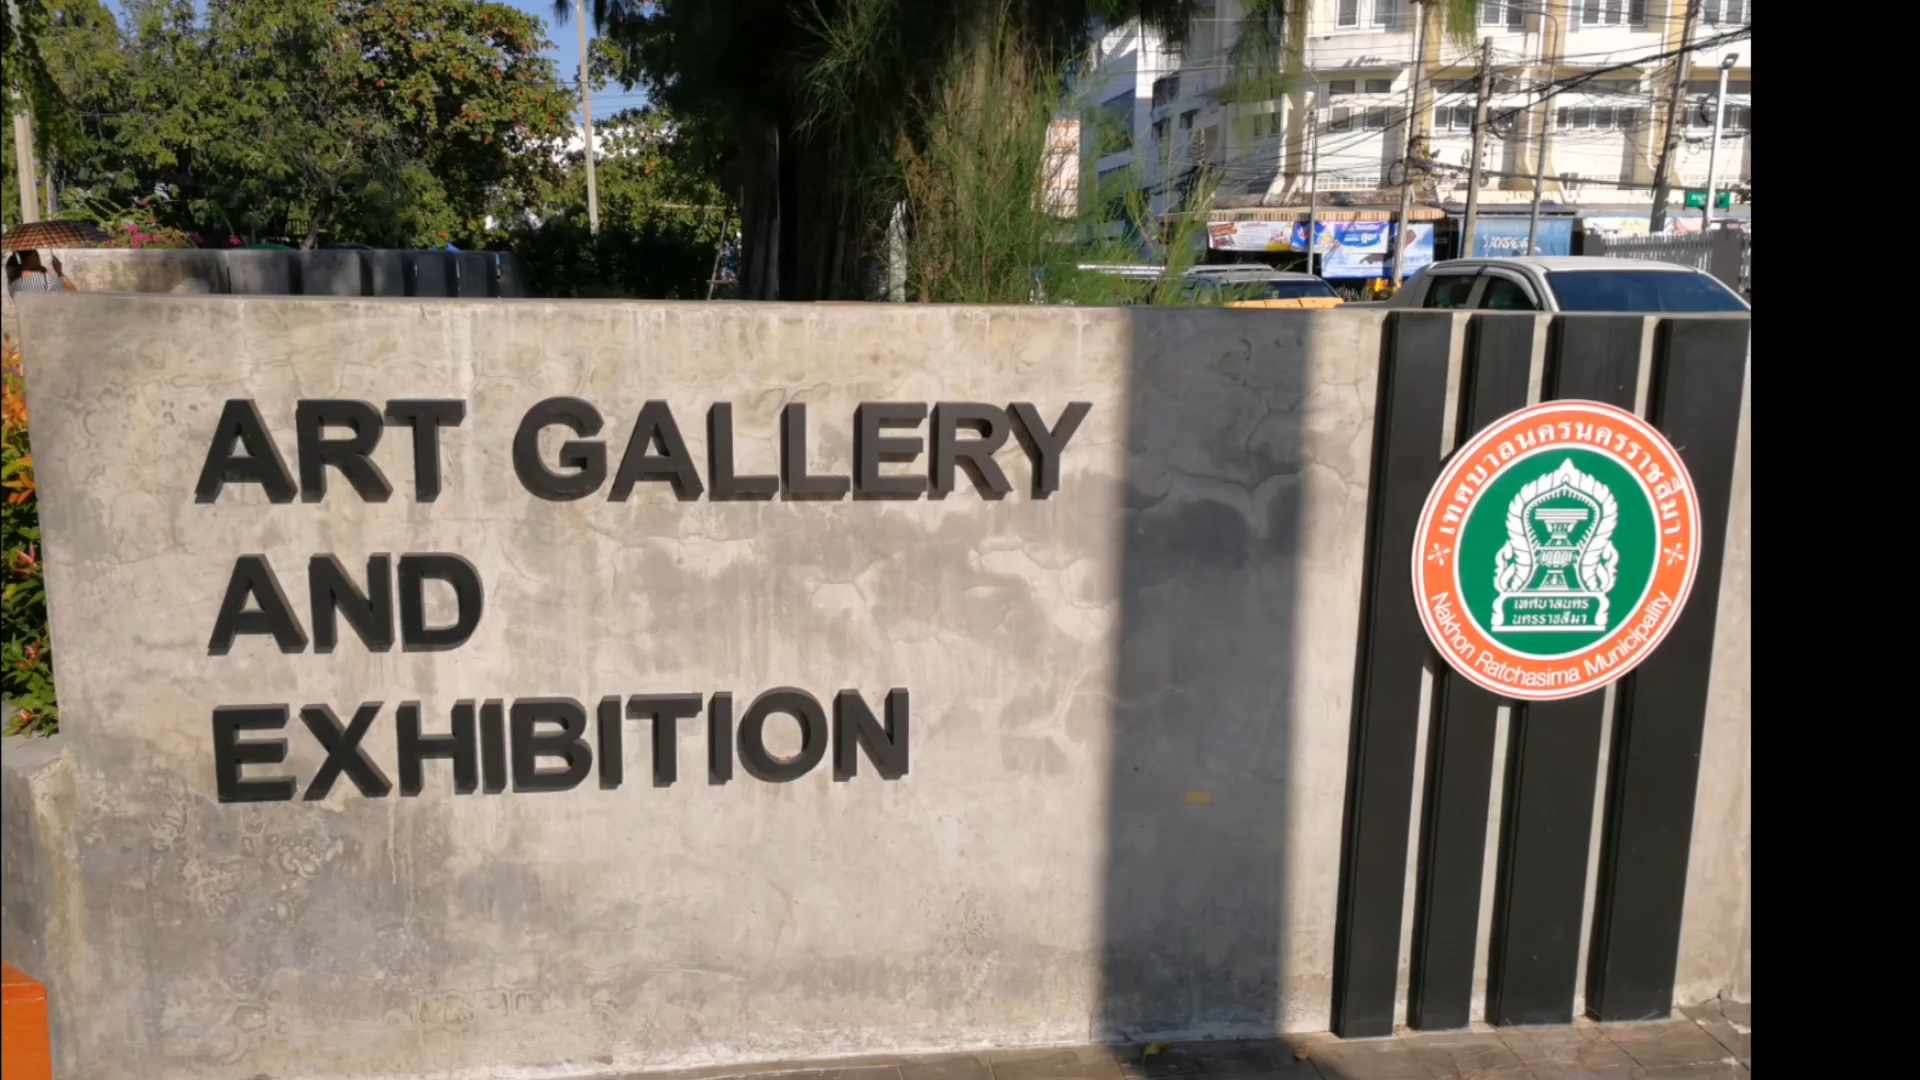 ART GALLERY
AND
EXHIBITION
เทศบาลนครนครราชสีมา
เทศบาลนคร
นครราชสีมา
Nakhon Ratchasima Municipality